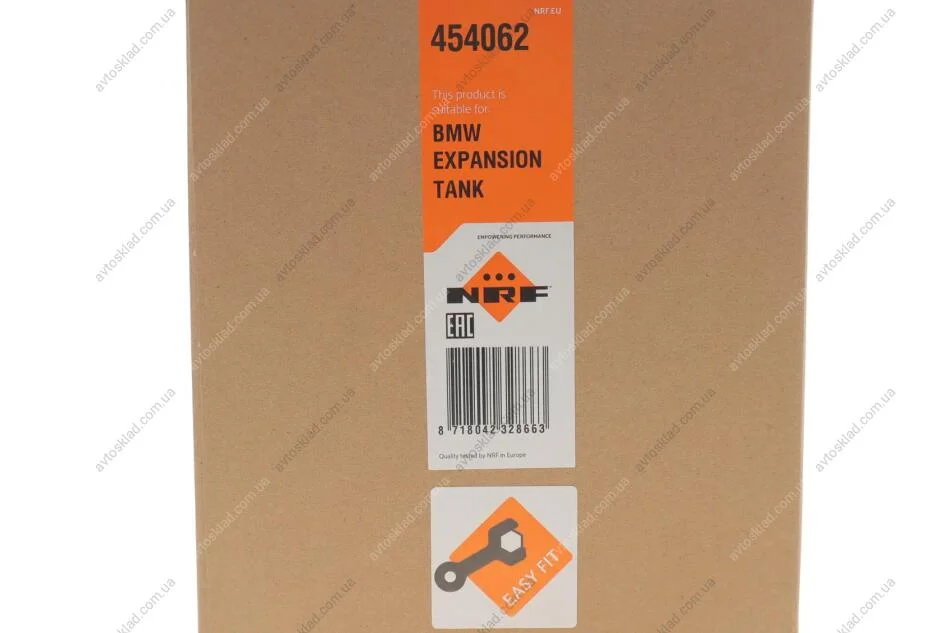 NRF.EU
454062
This product is
suitable for:
BMW
EXPANSION
TANK
EMPOWERING PERFORMANCE
NRF
EAC
8 718042 328663
Quality tested by NRF in Europe
EASY FIT
avtosklad.com.ua